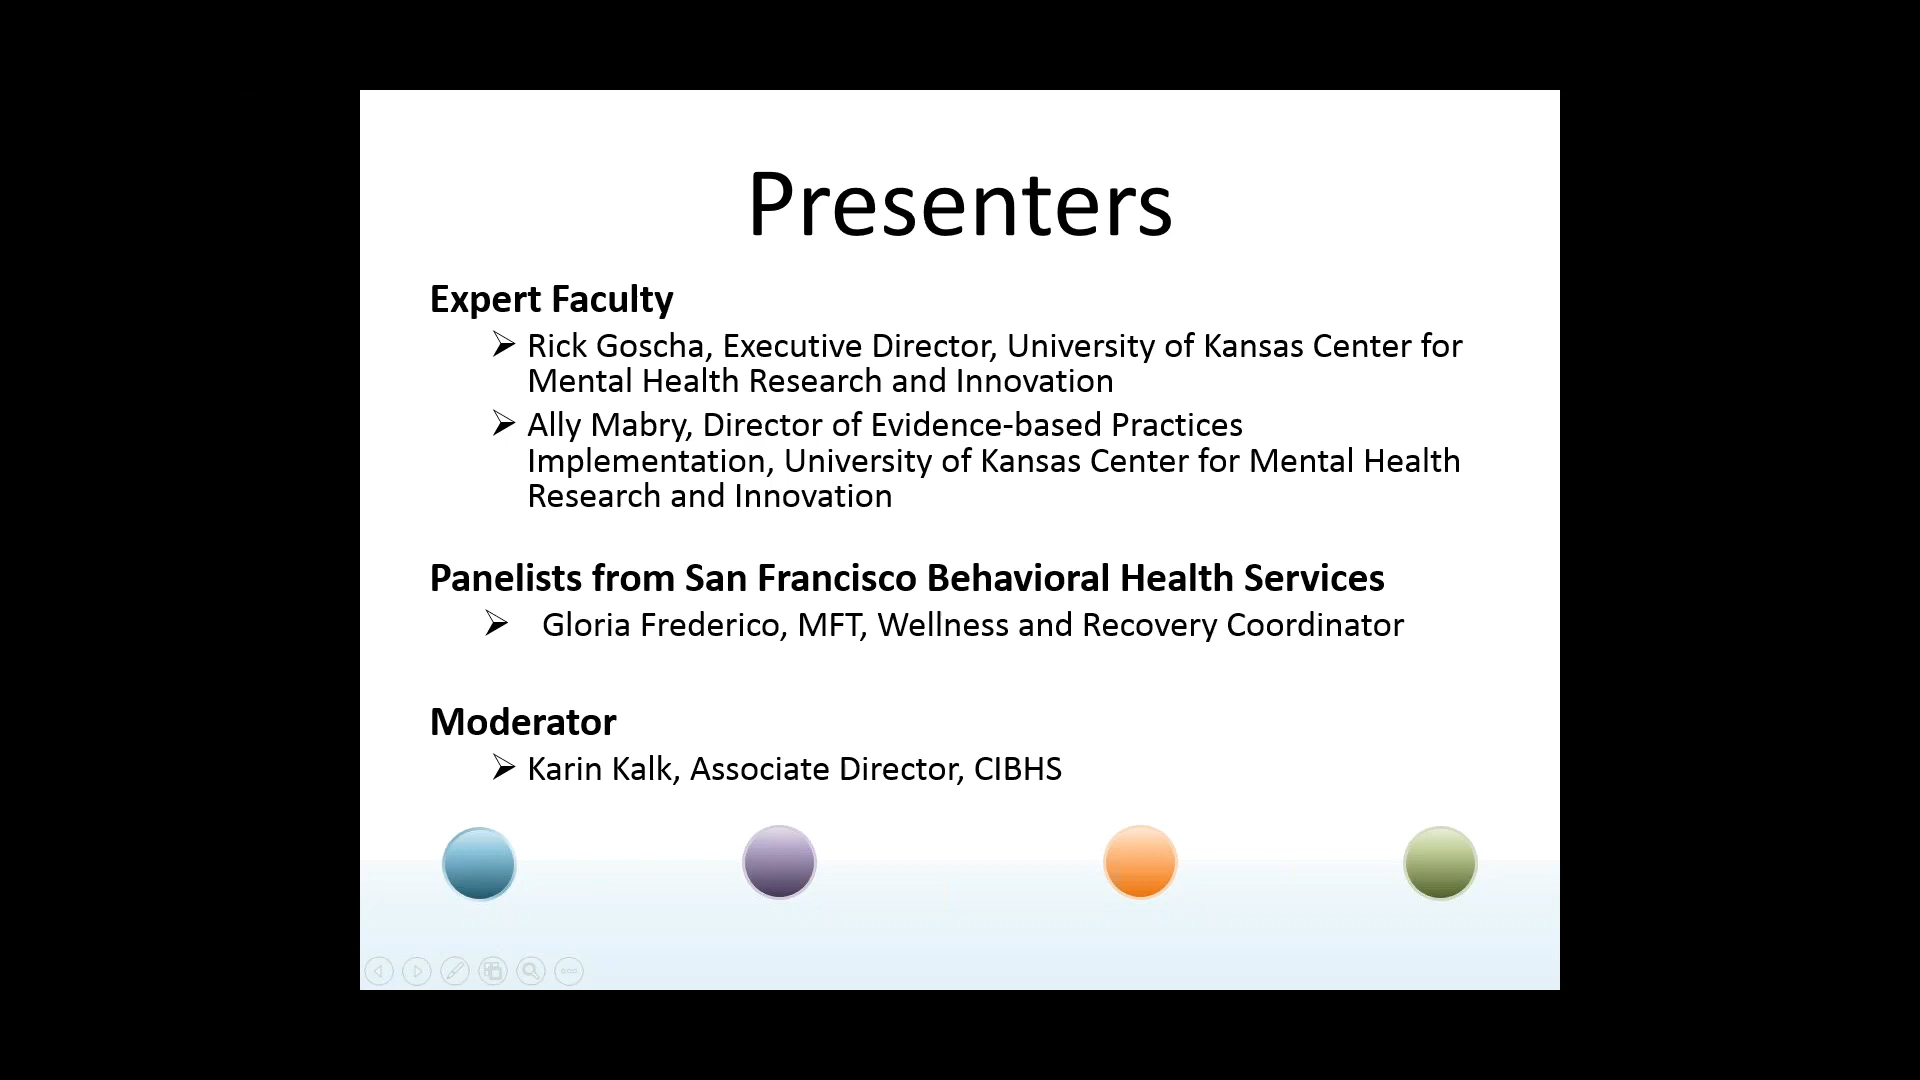 Presenters
Expert Faculty
➢ Rick Goscha, Executive Director, University of Kansas Center for
Mental Health Research and Innovation
➢ Ally Mabry, Director of Evidence-based Practices
Implementation, University of Kansas Center for Mental Health
Research and Innovation
Panelists from San Francisco Behavioral Health Services
➢ Gloria Frederico, MFT, Wellness and Recovery Coordinator
Moderator
➢ Karin Kalk, Associate Director, CIBHS